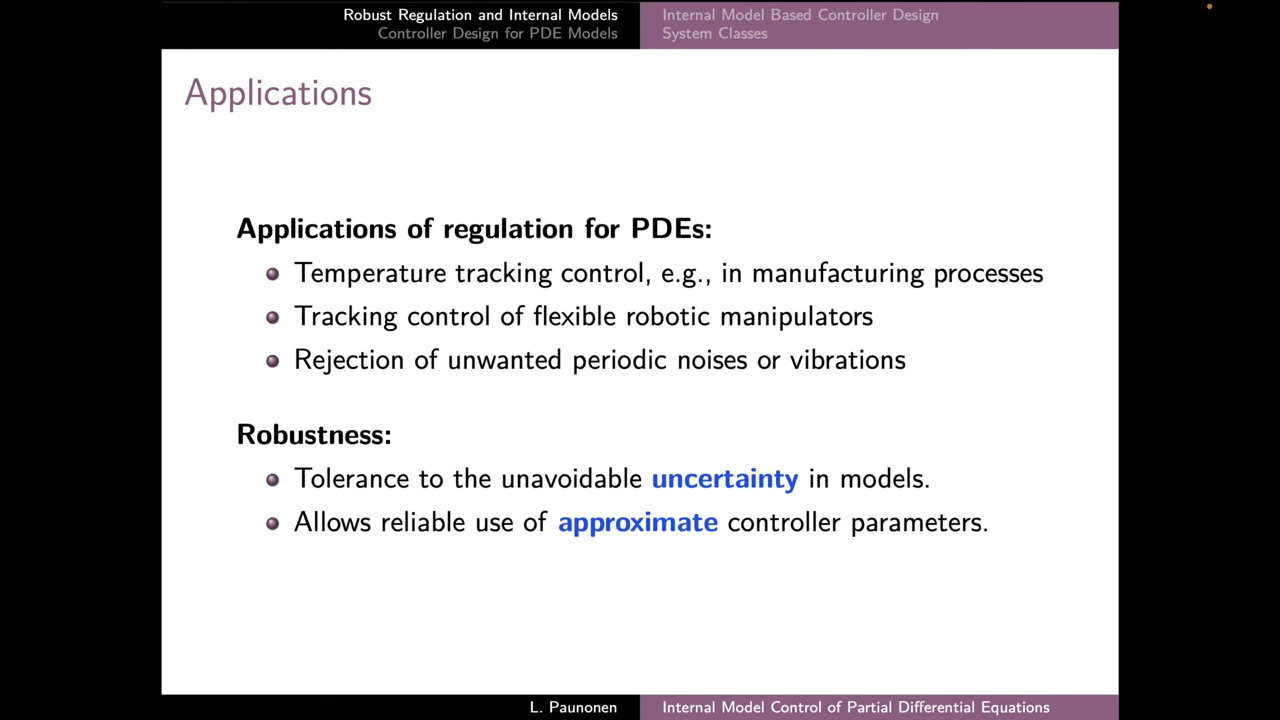 Robust Regulation and Internal Models
Controller Design for PDE Models
Internal Model Based Controller Design
System Classes
Applications
Applications of regulation for PDEs:
Temperature tracking control, e.g., in manufacturing processes
Tracking control of flexible robotic manipulators
Rejection of unwanted periodic noises or vibrations
Robustness:
Tolerance to the unavoidable uncertainty in models.
Allows reliable use of approximate controller parameters.
L. Paunonen
Internal Model Control of Partial Differential Equations